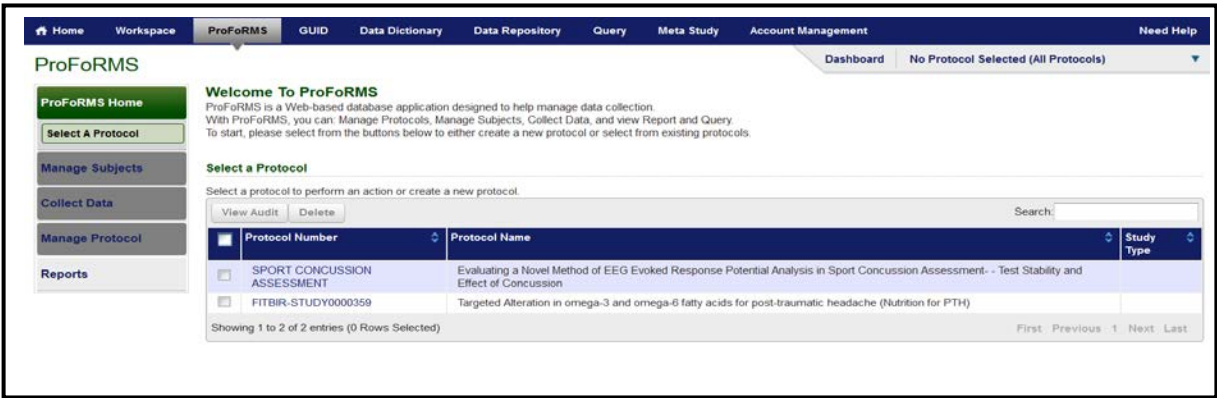 Home Workspace ProFoRMS GUID Data Dictionary Data Repository Query Meta Study Account Management Need Help
ProFoRMS
Dashboard No Protocol Selected (All Protocols)
ProFoRMS Home
Select A Protocol
Manage Subjects
Collect Data
Manage Protocol
Reports
Welcome To ProFoRMS
ProFoRMS is a Web-based database application designed to help manage data collection.
With ProFoRMS, you can: Manage Protocols, Manage Subjects, Collect Data, and view Report and Query.
To start, please select from the buttons below to either create a new protocol or select from existing protocols.
Select a Protocol
Select a protocol to perform an action or create a new protocol.
View Audit Delete Search:
Protocol Number Protocol Name Study
Type
SPORT CONCUSSION Evaluating a Novel Method of EEG Evoked Response Potential Analysis in Sport Concussion Assessment- - Test Stability and
ASSESSMENT Effect of Concussion
FITBIR-STUDY0000359 Targeted Alteration in omega-3 and omega-6 fatty acids for post-traumatic headache (Nutrition for PTH)
Showing 1 to 2 of 2 entries (0 Rows Selected) First Previous 1 Next Last